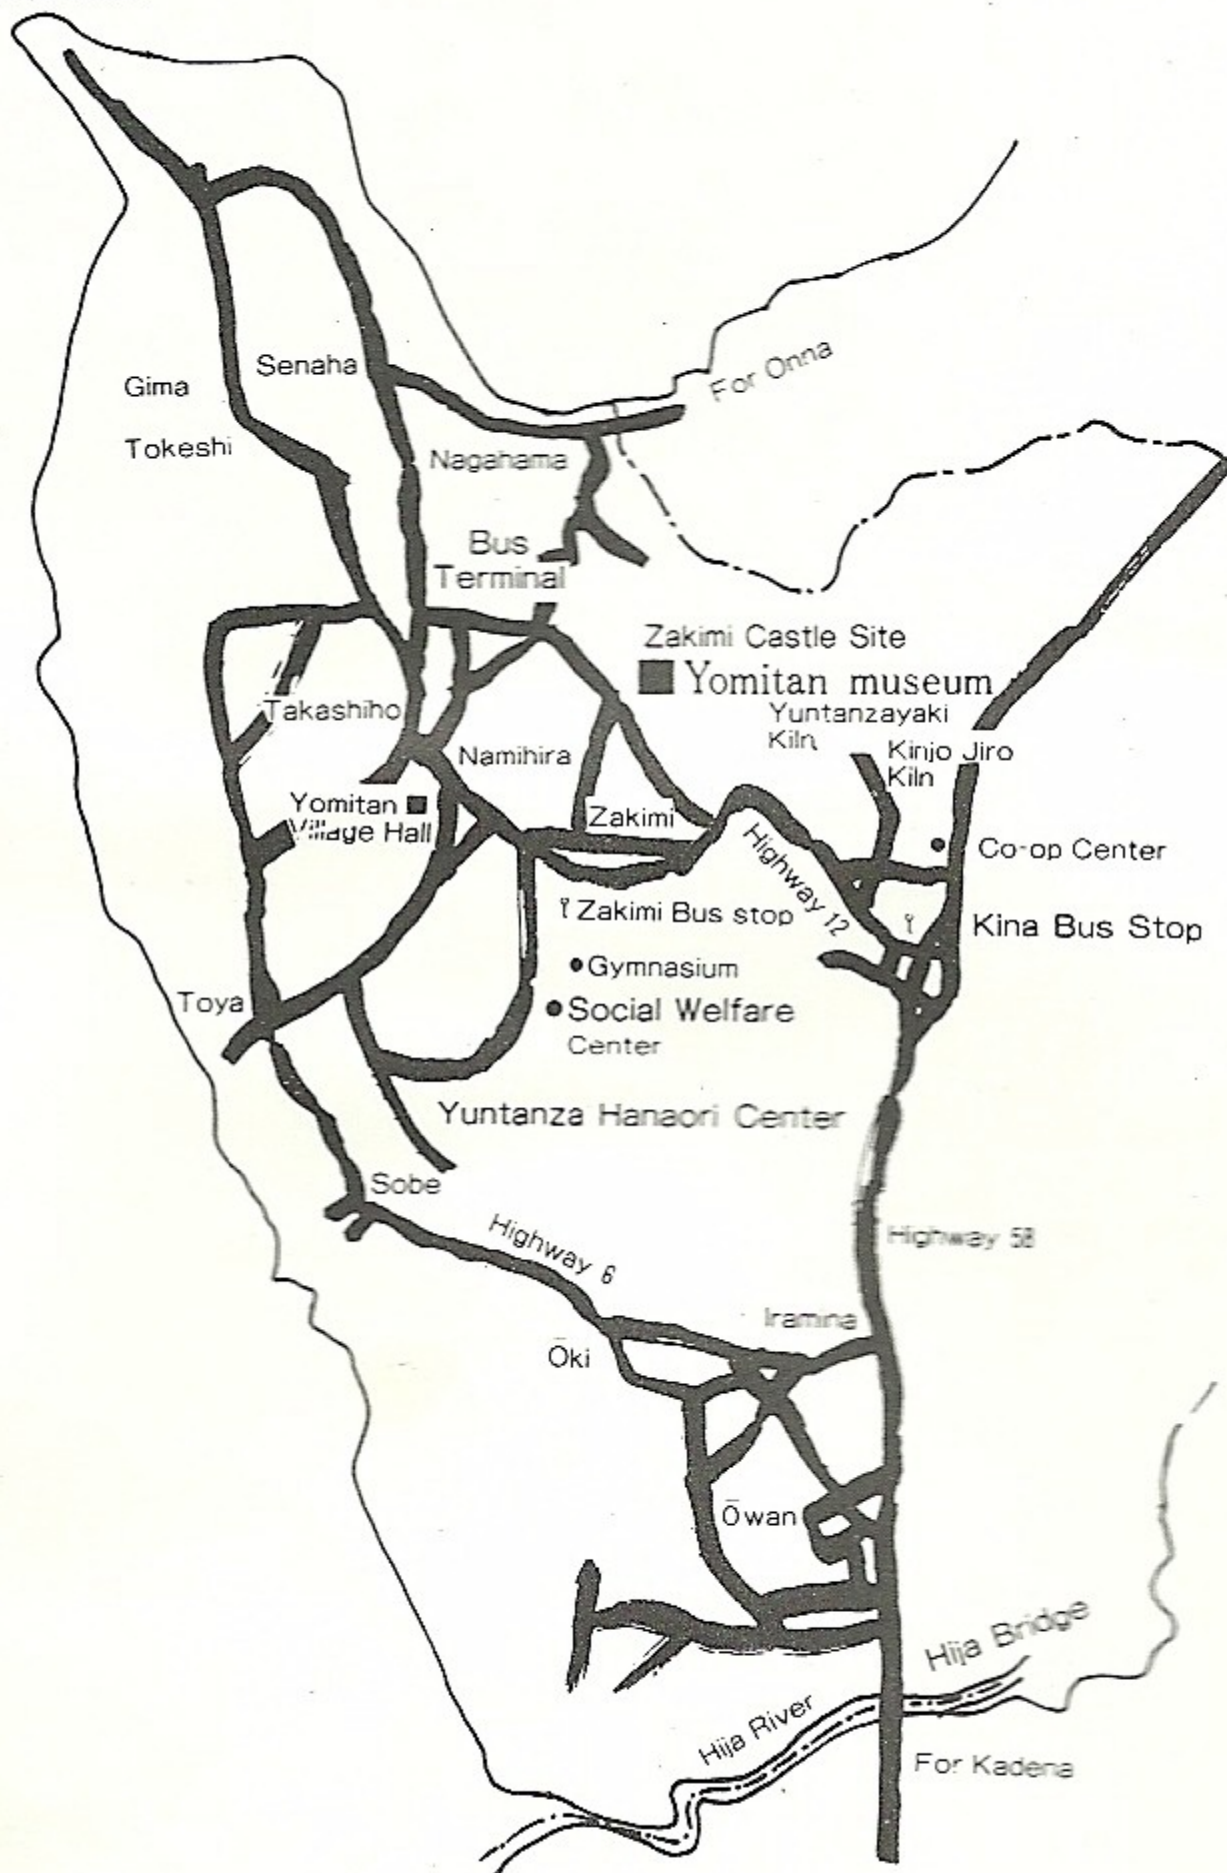 For Onna
Senaha
Gima
Tokeshi
Nagahama
Bus
Terminal
Zakimi Castle Site
Yomitan museum
Yuntanzayaki
Kiln
Kinjo Jiro
Kiln
Takashiho
Namihira
Yomitan
Village Hall
Zakimi
Highway 12
Co-op Center
Zakimi Bus stop
Kina Bus Stop
Gymnasium
Toya
Social Welfare
Center
Yuntanza Hanaori Center
Sobe
Highway 6
Highway 58
Iramina
Ōki
Ōwan
Hija Bridge
Hija River
For Kadena